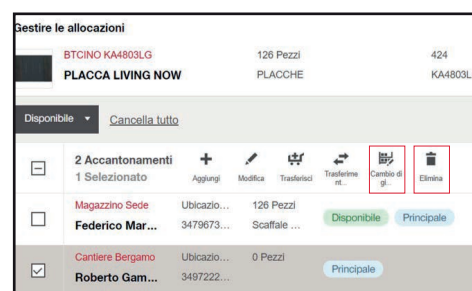 Gestire le allocazioni
BTCINO KA4803LG 126 Pezzi 424
PLACCA LIVING NOW PLACCHE KA4803L
Disponibile Cancella tutto
2 Accantonamenti
1 Selezionato Aggiungi Modifica Trasferisci Trasferime nt... Cambio di gi... Elimina
Magazzino Sede Ubicazio... 126 Pezzi
Federico Mar... 3479673... Scaffale ... Disponibile Principale
Cantiere Bergamo Ubicazio... 0 Pezzi
Roberto Gam... 3497222... Principale